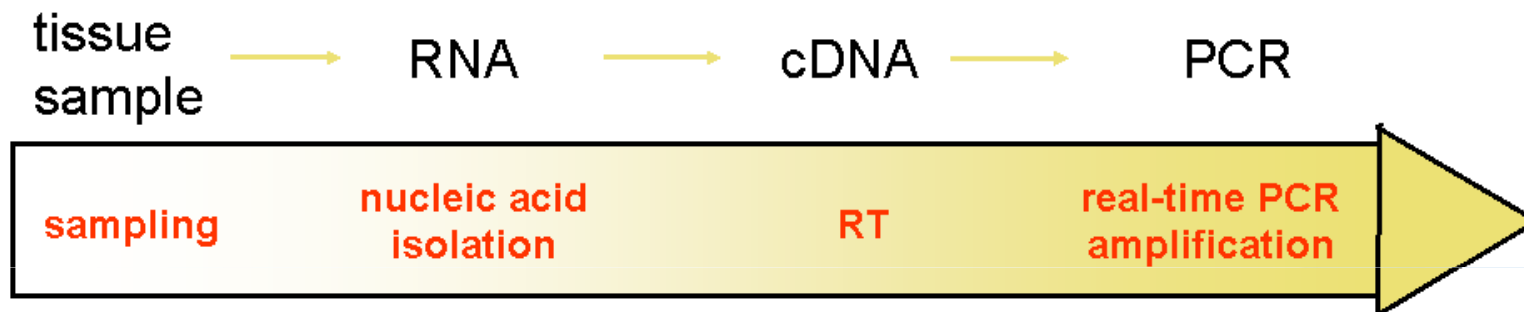 tissue
sample
RNA
cDNA
PCR
sampling
nucleic acid
isolation
RT
real-time PCR
amplification